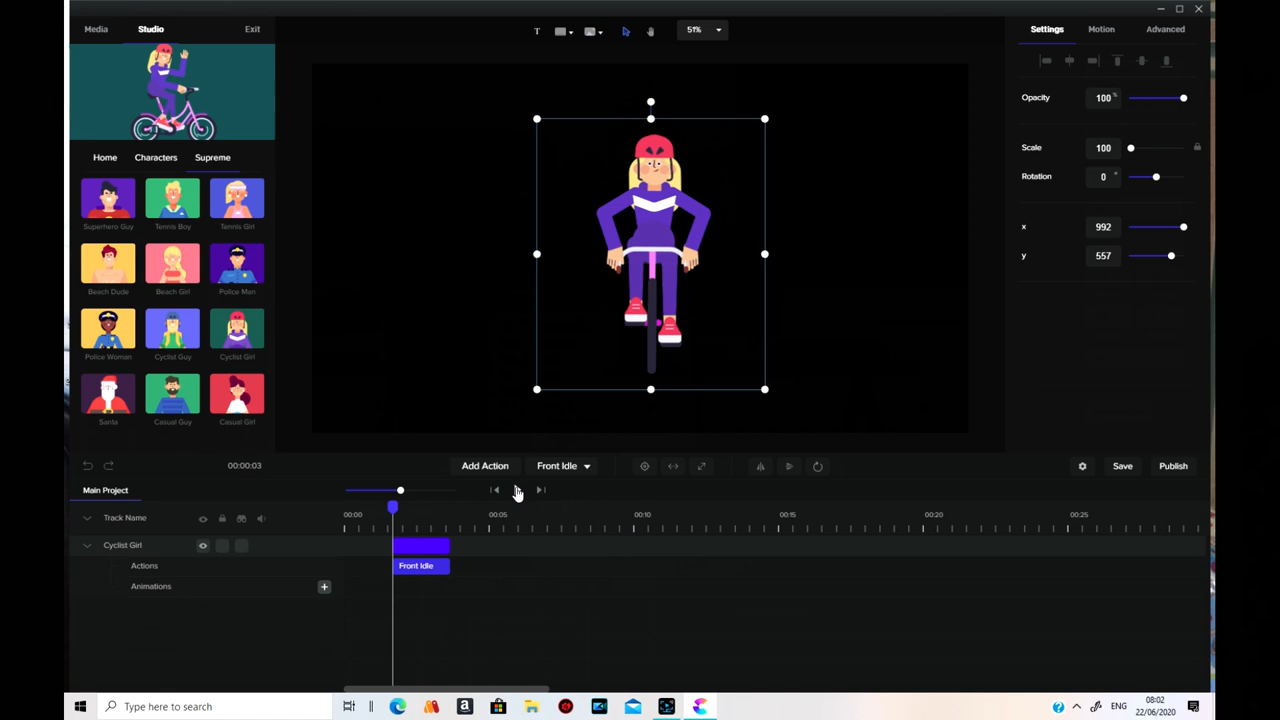 Media Studio Exit
T 51%
Settings Motion Advanced
Opacity 100 %
Scale 100
Rotation 0 °
x 992
y 557
Home Characters Supreme
Superhero Guy Tennis Boy Tennis Girl
Beach Dude Beach Girl Police Man
Police Woman Cyclist Guy Cyclist Girl
Santa Casual Guy Casual Girl
00:00:03 Add Action Front Idle Save Publish
Main Project
Track Name 00:00 00:05 00:10 00:15 00:20 00:25
Cyclist Girl
Actions Front Idle
Animations +
Type here to search
a
ENG
08:02
22/06/2020